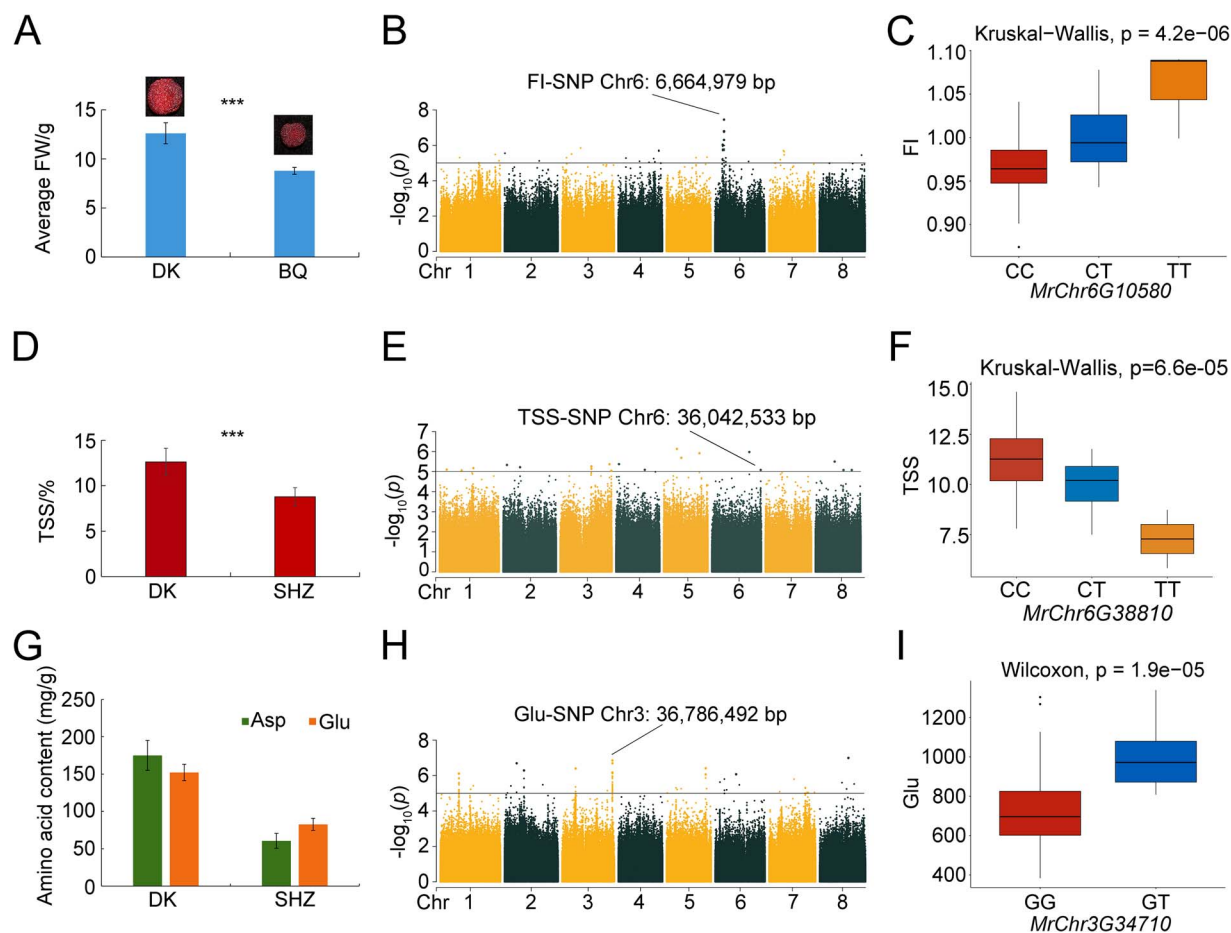 A
Average FW/g
15
10
5
0
***
DK
BQ
B
FI-SNP Chr6: 6,664,979 bp
-log10(p)
8
6
4
2
0
Chr 1 2 3 4 5 6 7 8
C
Kruskal−Wallis, p = 4.2e−06
FI
1.10
1.05
1.00
0.95
0.90
CC CT TT
MrChr6G10580
D
TSS/%
15
10
5
0
***
DK
SHZ
E
TSS-SNP Chr6: 36,042,533 bp
-log10(p)
7
6
5
4
3
2
1
0
Chr 1 2 3 4 5 6 7 8
F
Kruskal-Wallis, p=6.6e-05
TSS
15.0
12.5
10.0
7.5
CC CT TT
MrChr6G38810
G
Amino acid content (mg/g)
250
200
150
100
50
0
Asp Glu
DK
SHZ
H
Glu-SNP Chr3: 36,786,492 bp
-log10(p)
8
6
4
2
0
Chr 1 2 3 4 5 6 7 8
I
Wilcoxon, p = 1.9e−05
Glu
1200
1000
800
600
400
GG GT
MrChr3G34710